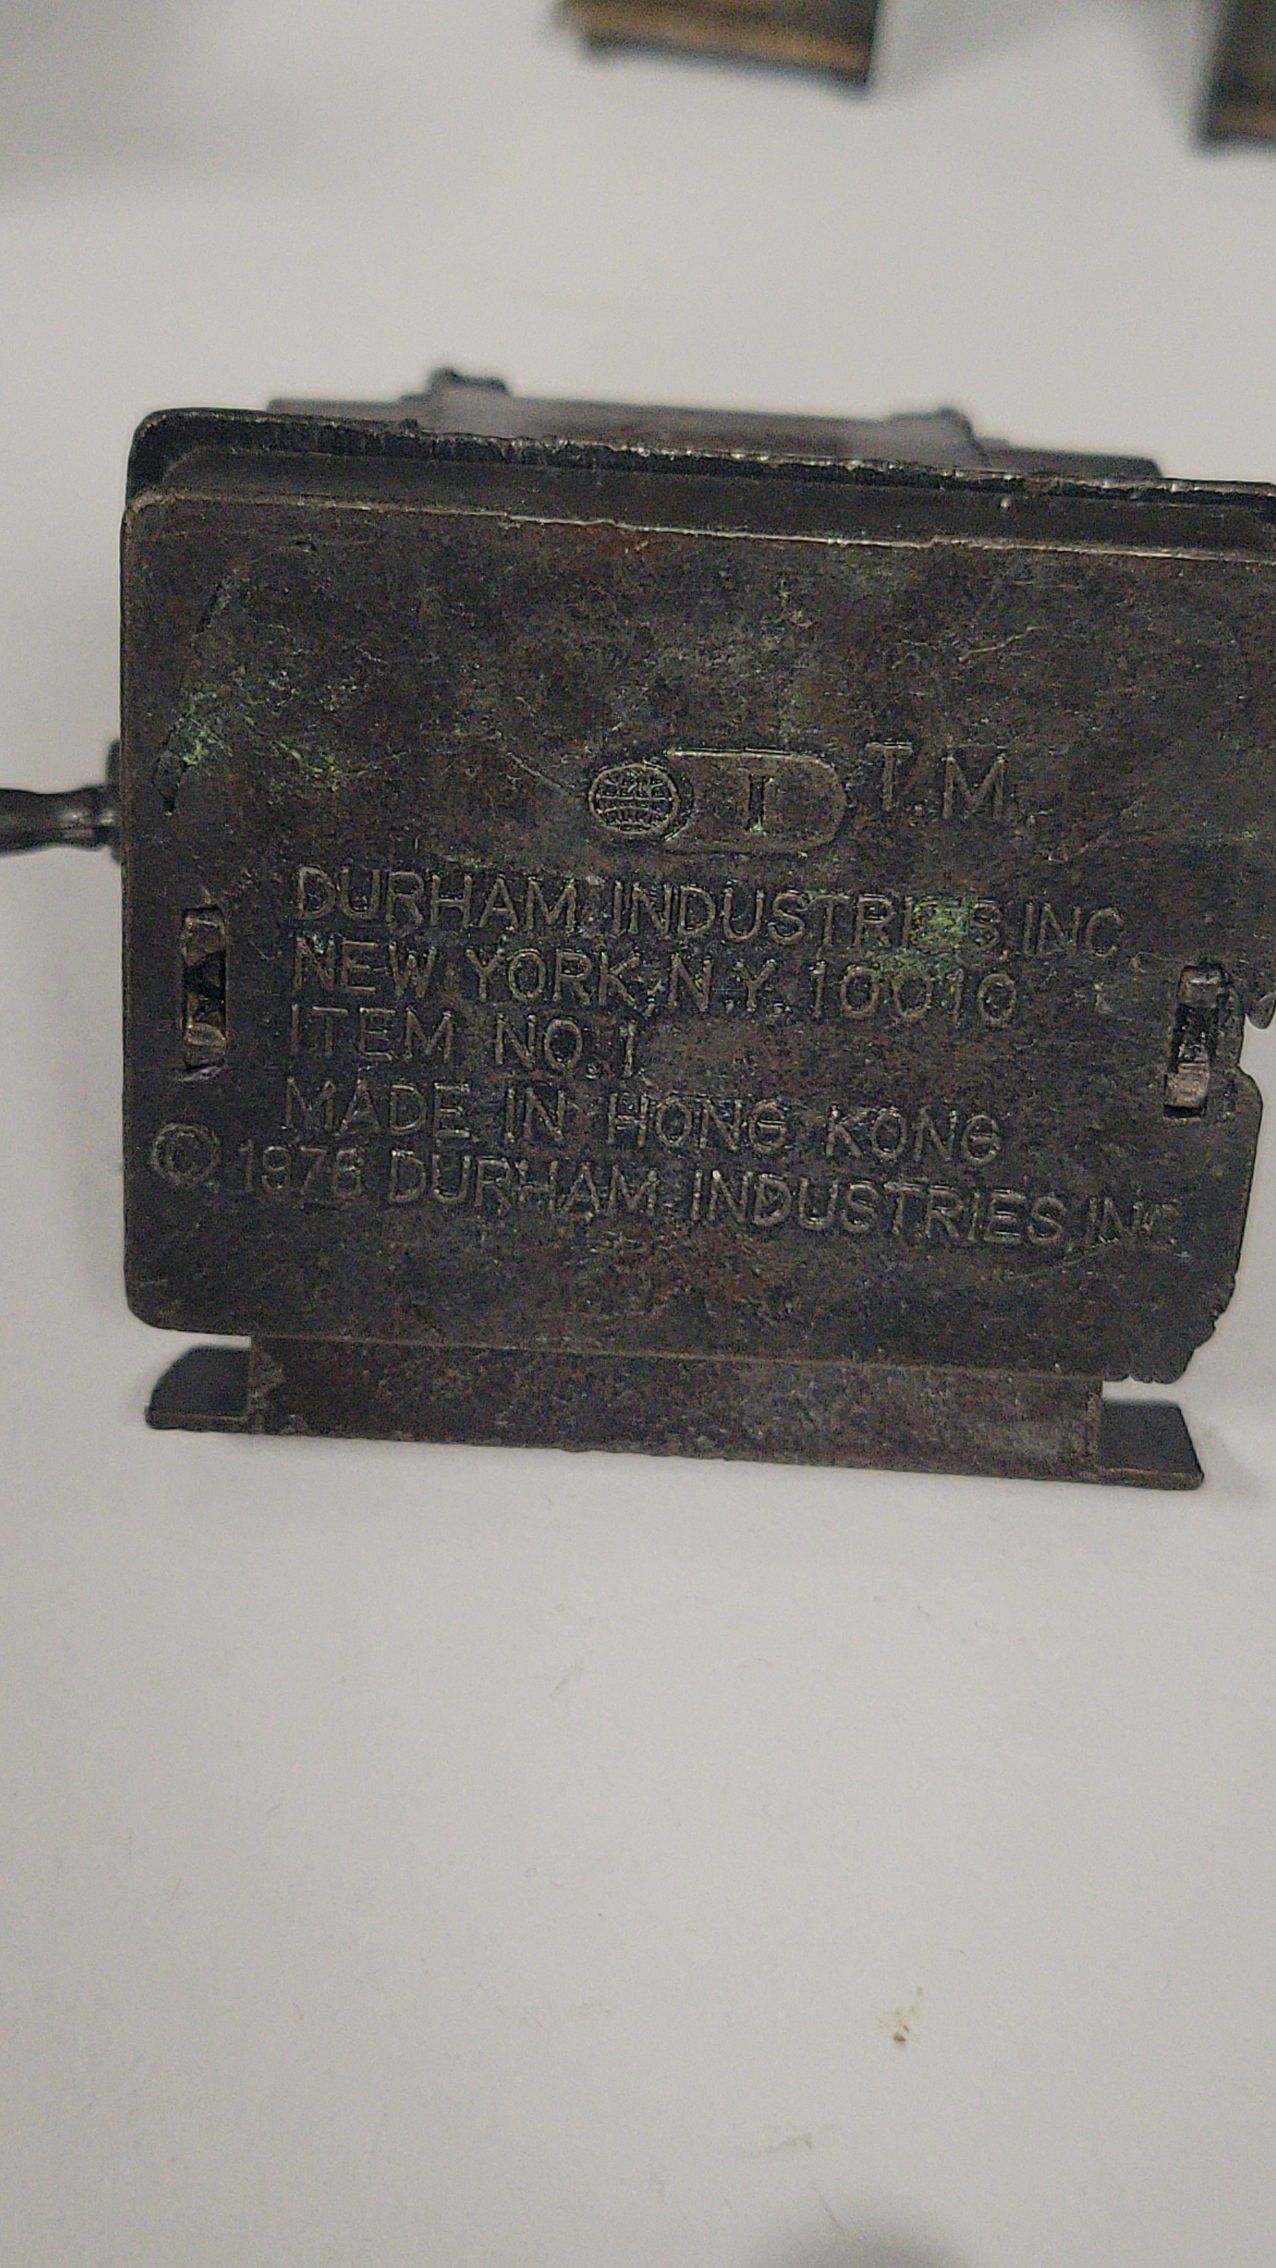 I T.M.
DURHAM INDUSTRIES, INC.
NEW YORK, N.Y. 10010
ITEM NO. 1
MADE IN HONG KONG
© 1976 DURHAM INDUSTRIES, INC.